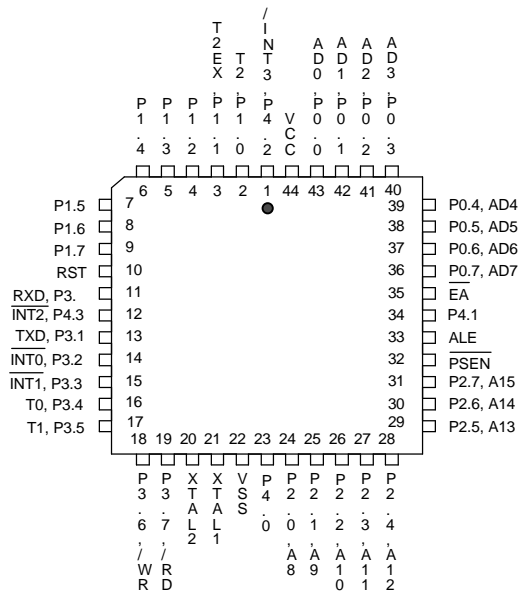 P1.4
P1.3
P1.2
T2EX,P1.1
T2,P1.0
/INT3,P4.2
VCC
AD0,P0.0
AD1,P0.1
AD2,P0.2
AD3,P0.3
6 5 4 3 2 1 44 43 42 41 40
P1.5 7
P1.6 8
P1.7 9
RST 10
RXD, P3. 11
INT2, P4.3 12
TXD, P3.1 13
INT0, P3.2 14
INT1, P3.3 15
T0, P3.4 16
T1, P3.5 17
39 P0.4, AD4
38 P0.5, AD5
37 P0.6, AD6
36 P0.7, AD7
35 EA
34 P4.1
33 ALE
32 PSEN
31 P2.7, A15
30 P2.6, A14
29 P2.5, A13
18 19 20 21 22 23 24 25 26 27 28
P3.6,/WR
P3.7,/RD
XTAL2
XTAL1
VSS
P4.0
P2.0,A8
P2.1,A9
P2.2,A10
P2.3,A11
P2.4,A12